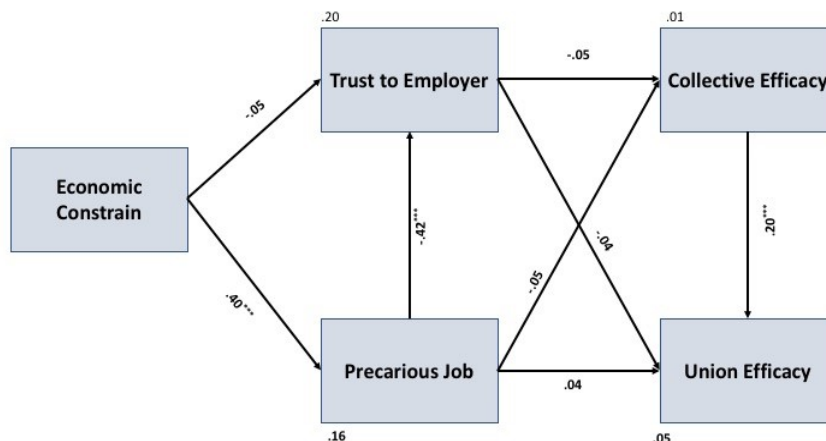 .20
.01
Trust to Employer
-.05
Collective Efficacy
-.05
Economic
Constrain
-.42***
.20***
-.04
-.05
.40***
Precarious Job
.04
Union Efficacy
.16
.05